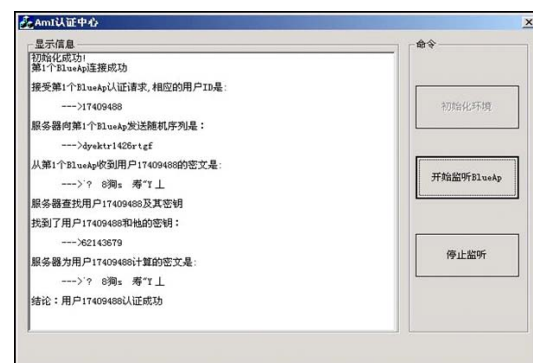 AmI认证中心
显示信息
初始化成功!
第1个BlueAp连接成功
接受第1个BlueAp认证请求,相应的用户ID是:
--->17409488
服务器向第1个BlueAp发送随机序列是：
--->dyektr1426rtgf
从第1个BlueAp收到用户17409488的密文是:
--->
服务器查找用户17409488及其密钥
找到了用户17409488和他的密钥：
--->62143679
服务器为用户17409488计算的密文是:
--->
结论：用户17409488认证成功
命令
初始化环境
开始监听BlueAp
停止监听